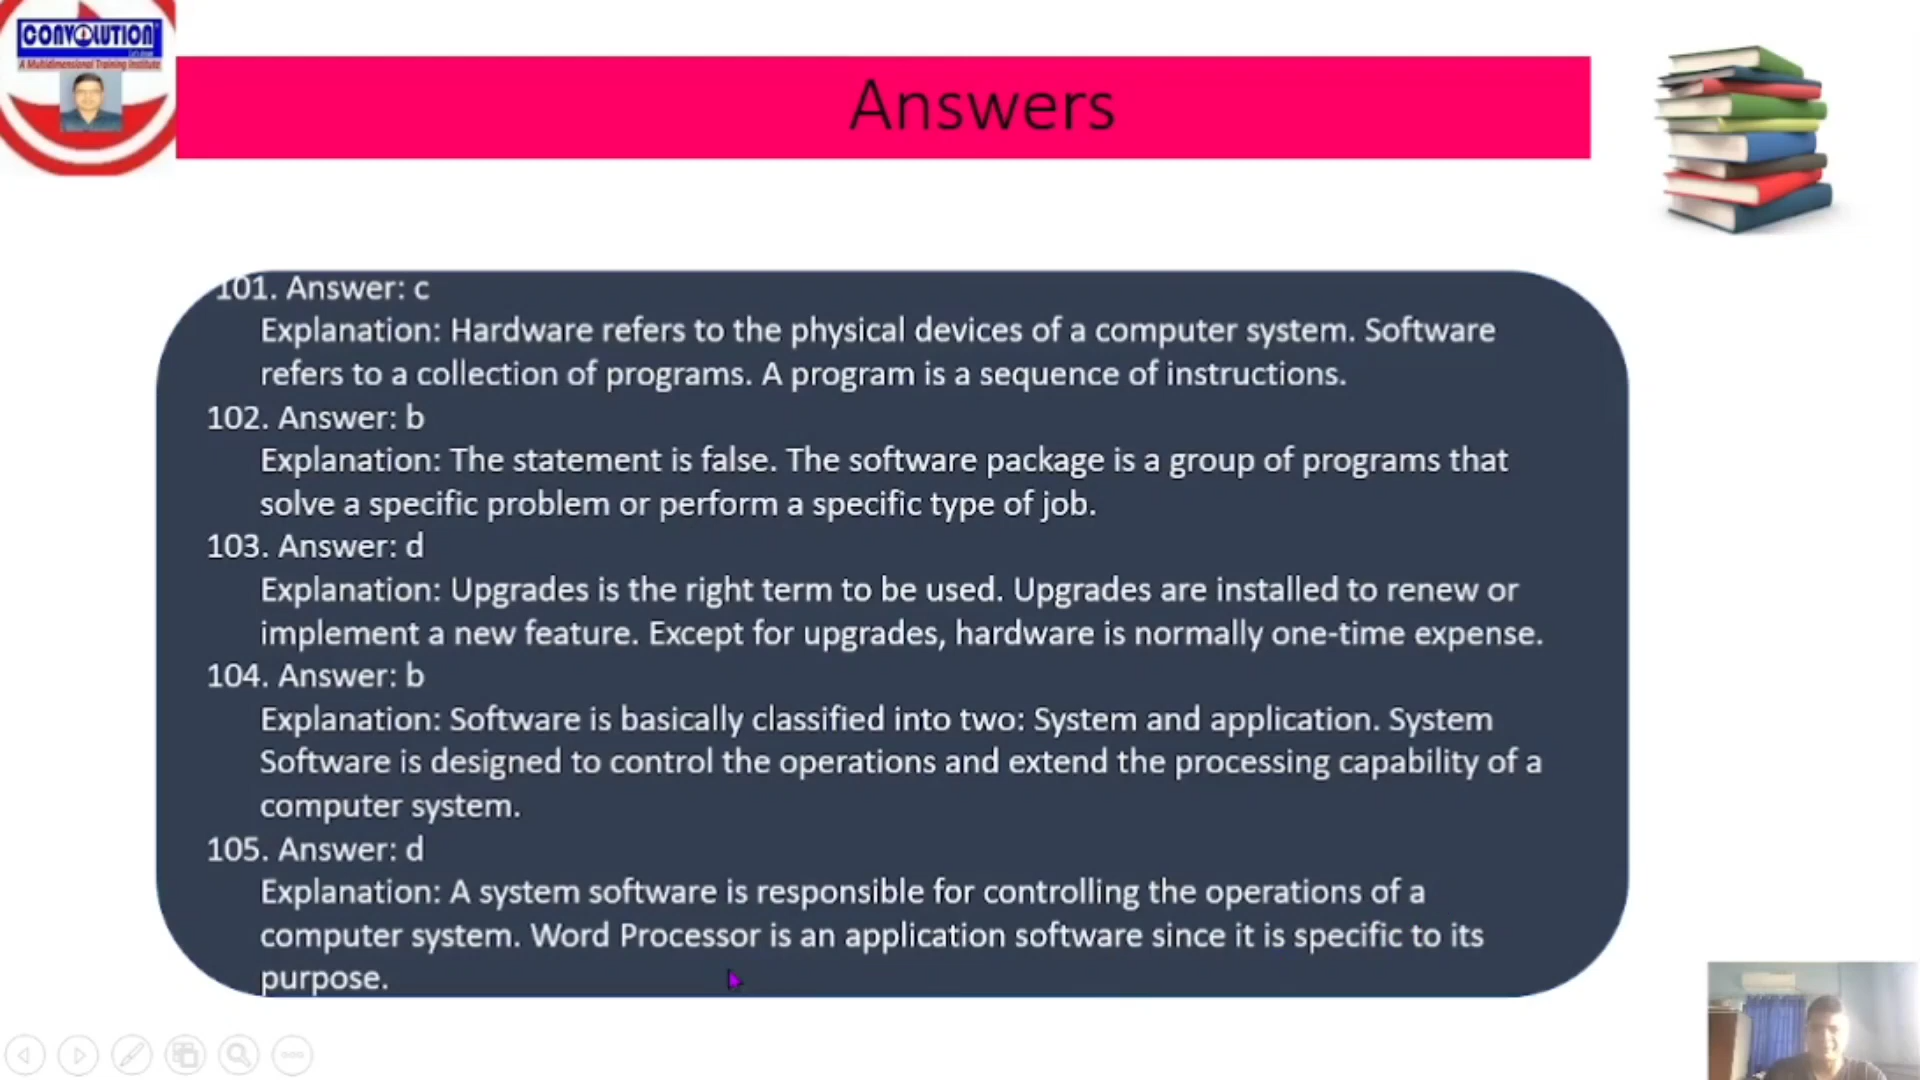 CONVOLUTION
A Multidimensional Training Institute
Answers
101. Answer: c
Explanation: Hardware refers to the physical devices of a computer system. Software
refers to a collection of programs. A program is a sequence of instructions.
102. Answer: b
Explanation: The statement is false. The software package is a group of programs that
solve a specific problem or perform a specific type of job.
103. Answer: d
Explanation: Upgrades is the right term to be used. Upgrades are installed to renew or
implement a new feature. Except for upgrades, hardware is normally one-time expense.
104. Answer: b
Explanation: Software is basically classified into two: System and application. System
Software is designed to control the operations and extend the processing capability of a
computer system.
105. Answer: d
Explanation: A system software is responsible for controlling the operations of a
computer system. Word Processor is an application software since it is specific to its
purpose.